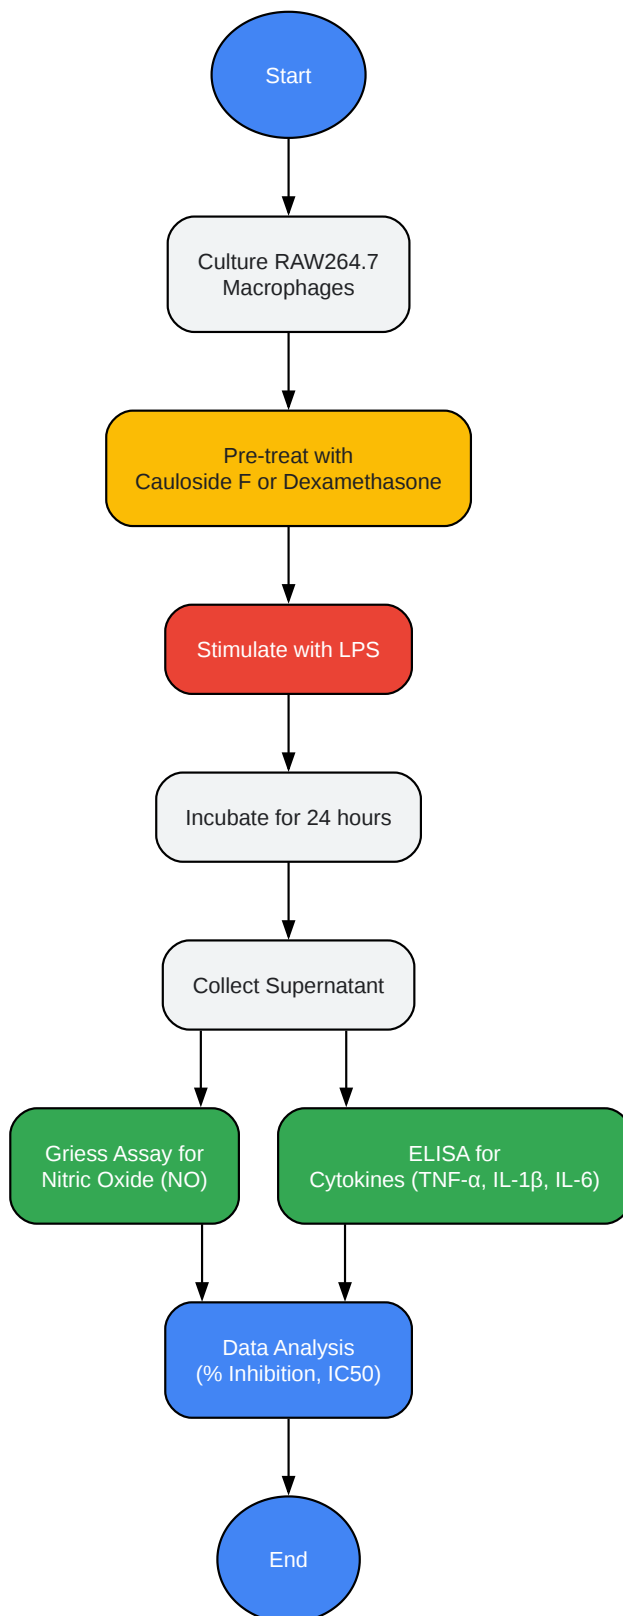 Start
Culture RAW264.7
Macrophages
Pre-treat with
Cauloside F or Dexamethasone
Stimulate with LPS
Incubate for 24 hours
Collect Supernatant
Griess Assay for
Nitric Oxide (NO)
ELISA for
Cytokines (TNF-α, IL-1β, IL-6)
Data Analysis
(% Inhibition, IC50)
End